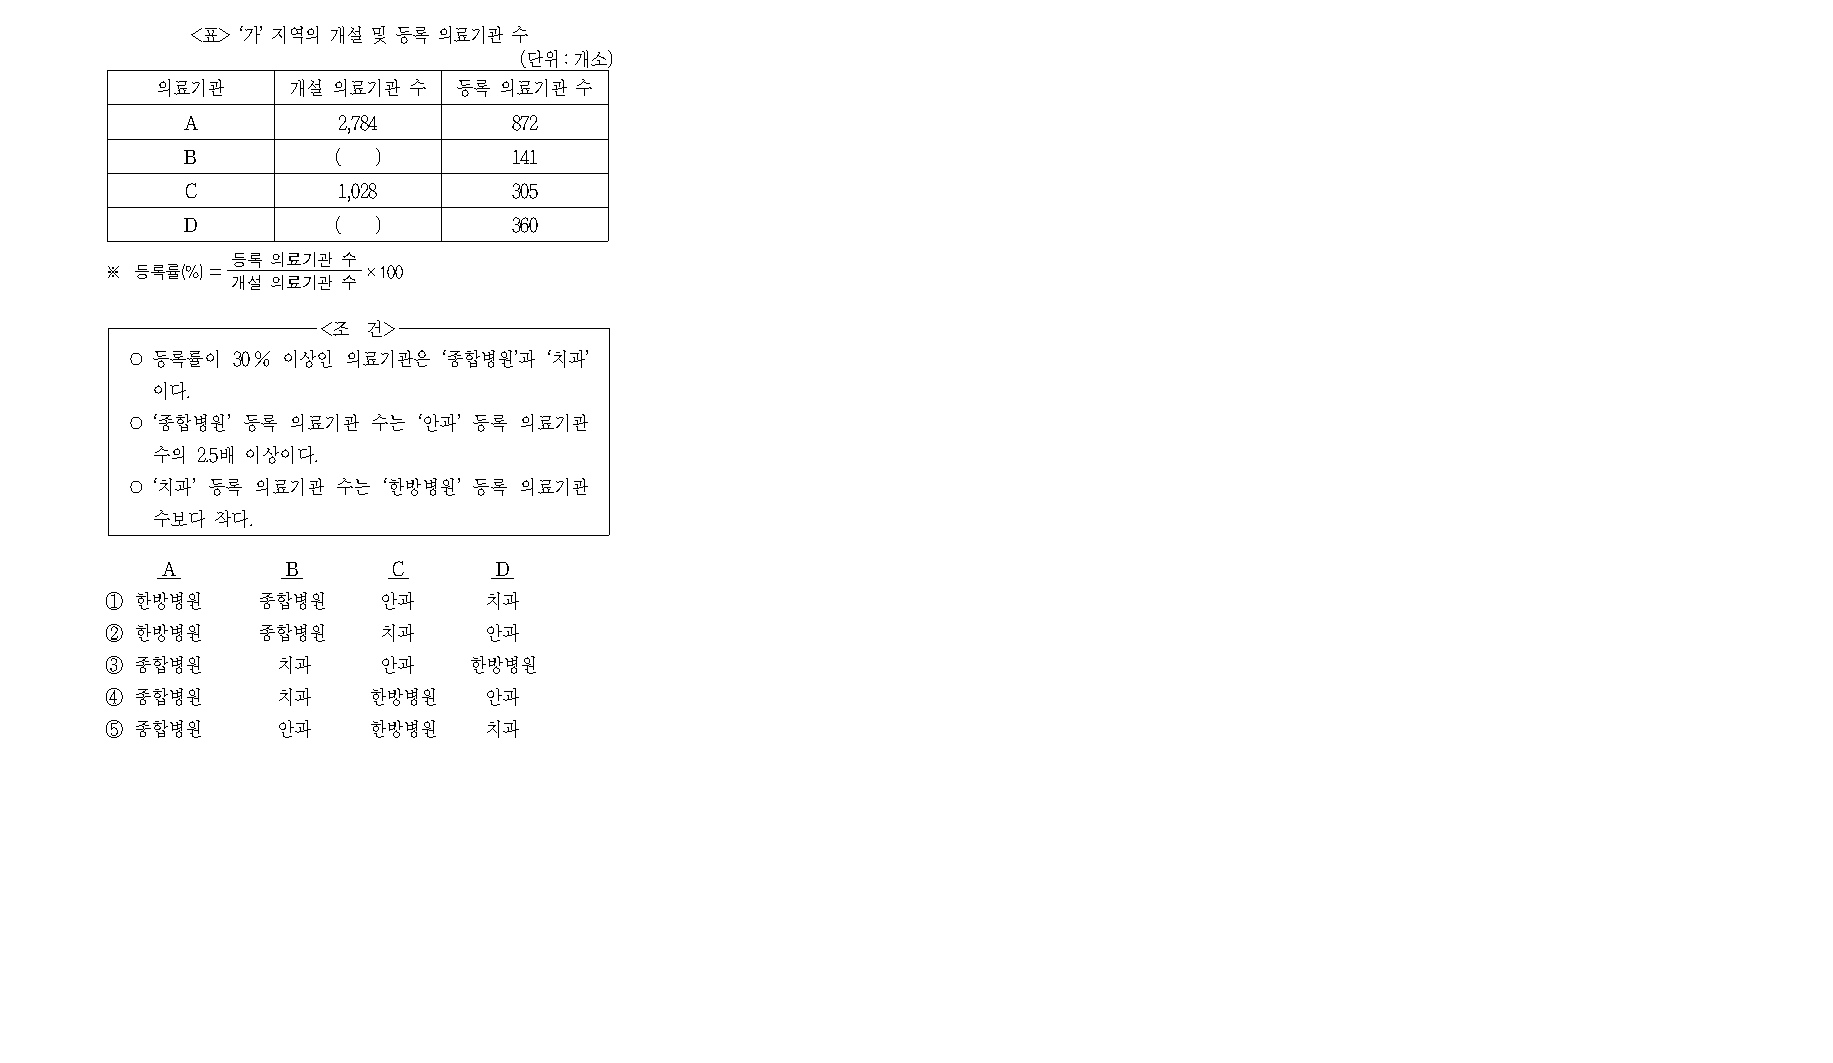 <표> ‘가’ 지역의 개설 및 등록 의료기관 수
(단위 : 개소)
의료기관 개설 의료기관 수 등록 의료기관 수
A 2,784 872
B ( ) 141
C 1,028 305
D ( ) 360
※ 등록률(%) = 등록 의료기관 수 / 개설 의료기관 수 × 100
<조 건>
○ 등록률이 30 % 이상인 의료기관은 ‘종합병원’과 ‘치과’
이다.
○ ‘종합병원’ 등록 의료기관 수는 ‘안과’ 등록 의료기관
수의 2.5배 이상이다.
○ ‘치과’ 등록 의료기관 수는 ‘한방병원’ 등록 의료기관
수보다 작다.
A B C D
① 한방병원 종합병원 안과 치과
② 한방병원 종합병원 치과 안과
③ 종합병원 치과 안과 한방병원
④ 종합병원 치과 한방병원 안과
⑤ 종합병원 안과 한방병원 치과